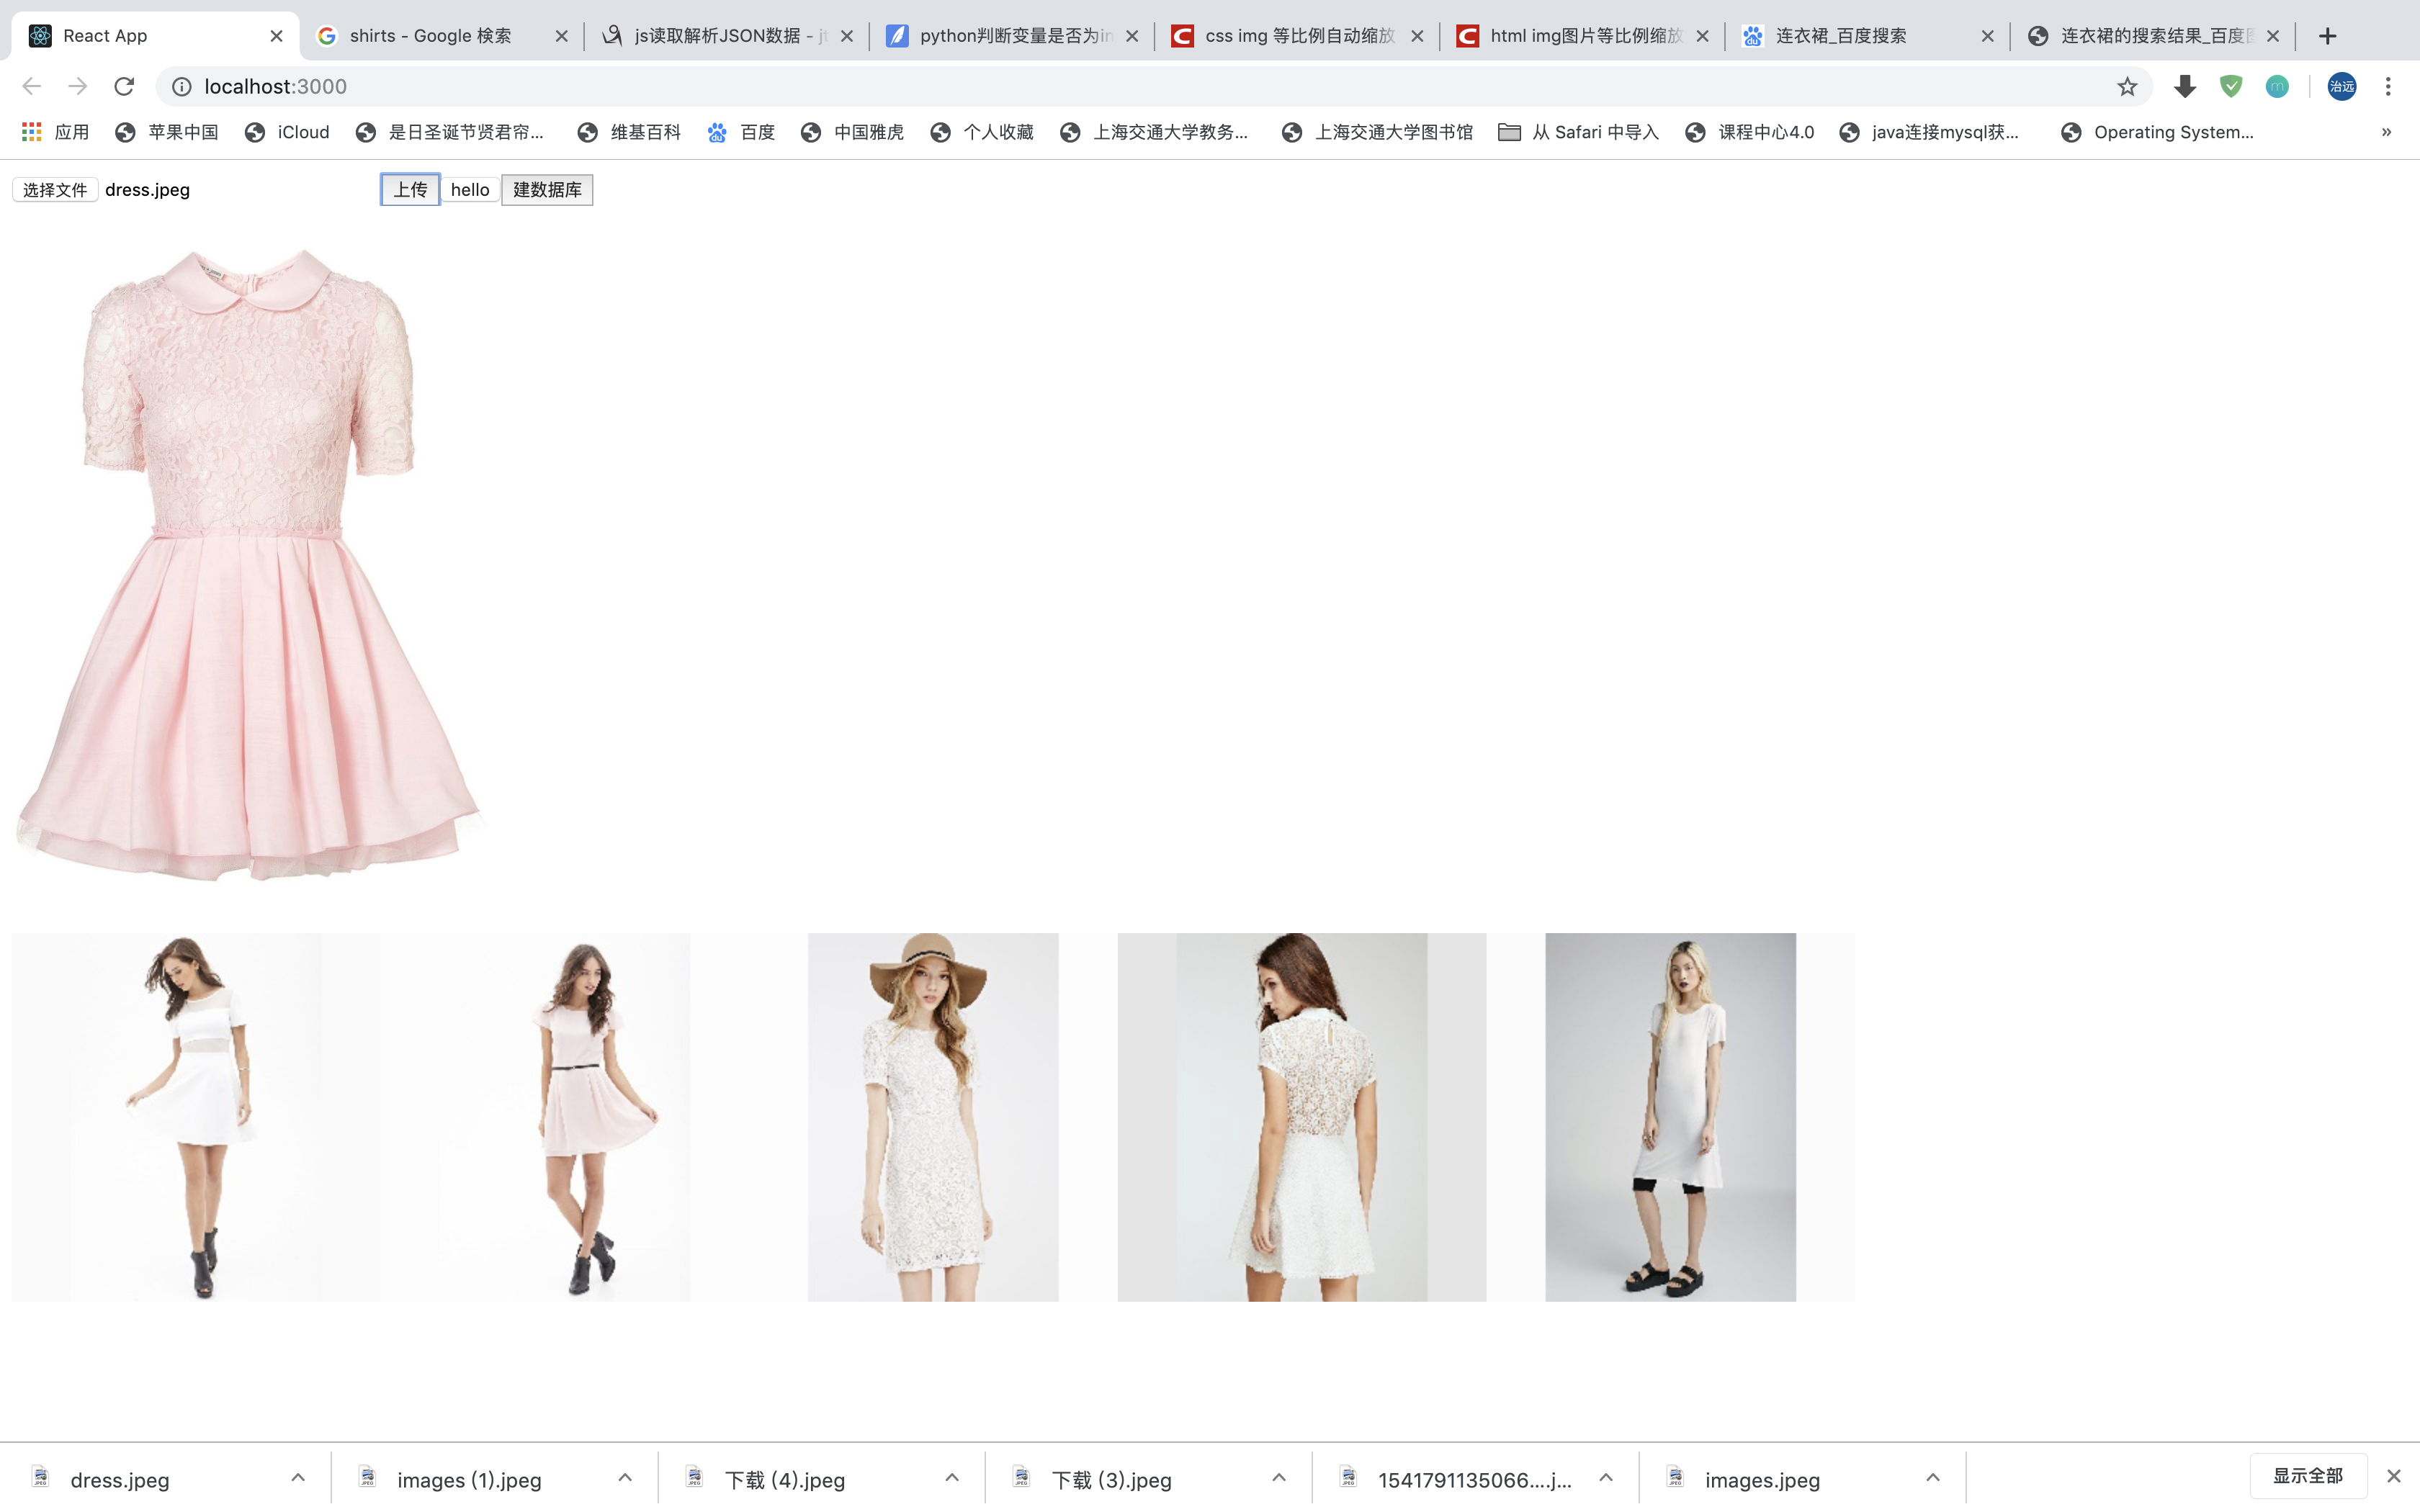 React App
shirts - Google 検索
js读取解析JSON数据 - jt
python判断变量是否为in
css img 等比例自动缩放
html img图片等比例缩放
连衣裙_百度搜索
连衣裙的搜索结果_百度图
localhost:3000
治远
应用
苹果中国
iCloud
是日圣诞节贤君帘...
维基百科
百度
中国雅虎
个人收藏
上海交通大学教务...
上海交通大学图书馆
从 Safari 中导入
课程中心4.0
java连接mysql获...
Operating System...
»
选择文件 dress.jpeg
上传
hello
建数据库
dress.jpeg
images (1).jpeg
下载 (4).jpeg
下载 (3).jpeg
1541791135066....j...
images.jpeg
显示全部